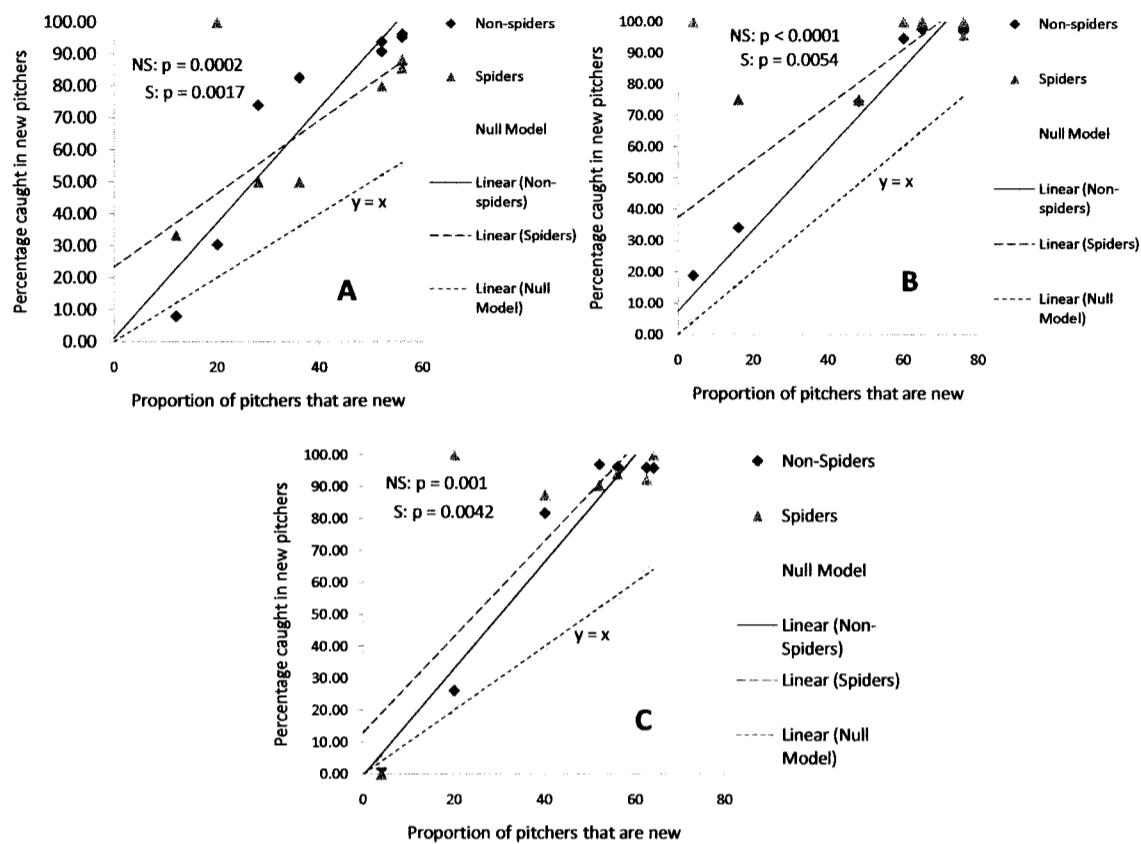 Percentage caught in new pitchers
100.00
90.00
80.00
70.00
60.00
50.00
40.00
30.00
20.00
10.00
0.00
NS: p = 0.0002
S: p = 0.0017
y = x
A
0
20
40
60
Proportion of pitchers that are new
Non-spiders
Spiders
Null Model
Linear (Non-
spiders)
Linear (Spiders)
Linear (Null
Model)
Percentage caught in new pitchers
100.00
90.00
80.00
70.00
60.00
50.00
40.00
30.00
20.00
10.00
0.00
NS: p < 0.0001
S: p = 0.0054
y = x
B
0
20
40
60
80
Proportion of pitchers that are new
Non-spiders
Spiders
Null Model
Linear (Non-
spiders)
Linear (Spiders)
Linear (Null
Model)
Percentage caught in new pitchers
100.00
90.00
80.00
70.00
60.00
50.00
40.00
30.00
20.00
10.00
0.00
NS: p = 0.001
S: p = 0.0042
y = x
C
0
20
40
60
80
Proportion of pitchers that are new
Non-Spiders
Spiders
Null Model
Linear (Non-
Spiders)
Linear (Spiders)
Linear (Null
Model)